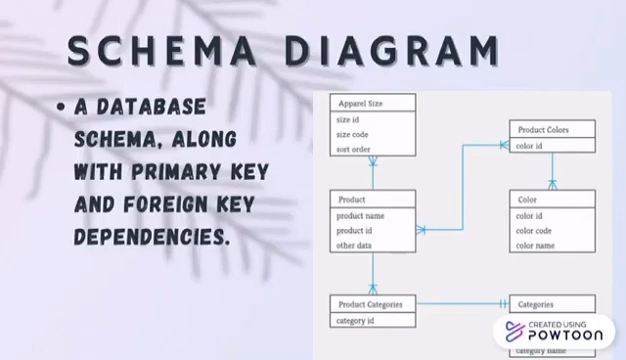 SCHEMA DIAGRAM
• A DATABASE
SCHEMA, ALONG
WITH PRIMARY KEY
AND FOREIGN KEY
DEPENDENCIES.
Apparel Size
size id
size code
sort order
Product Colors
color id
Product
product name
product id
other data
Color
color id
color code
color name
Product Categories
category id
Categories
category name
CREATED USING
POWTOON